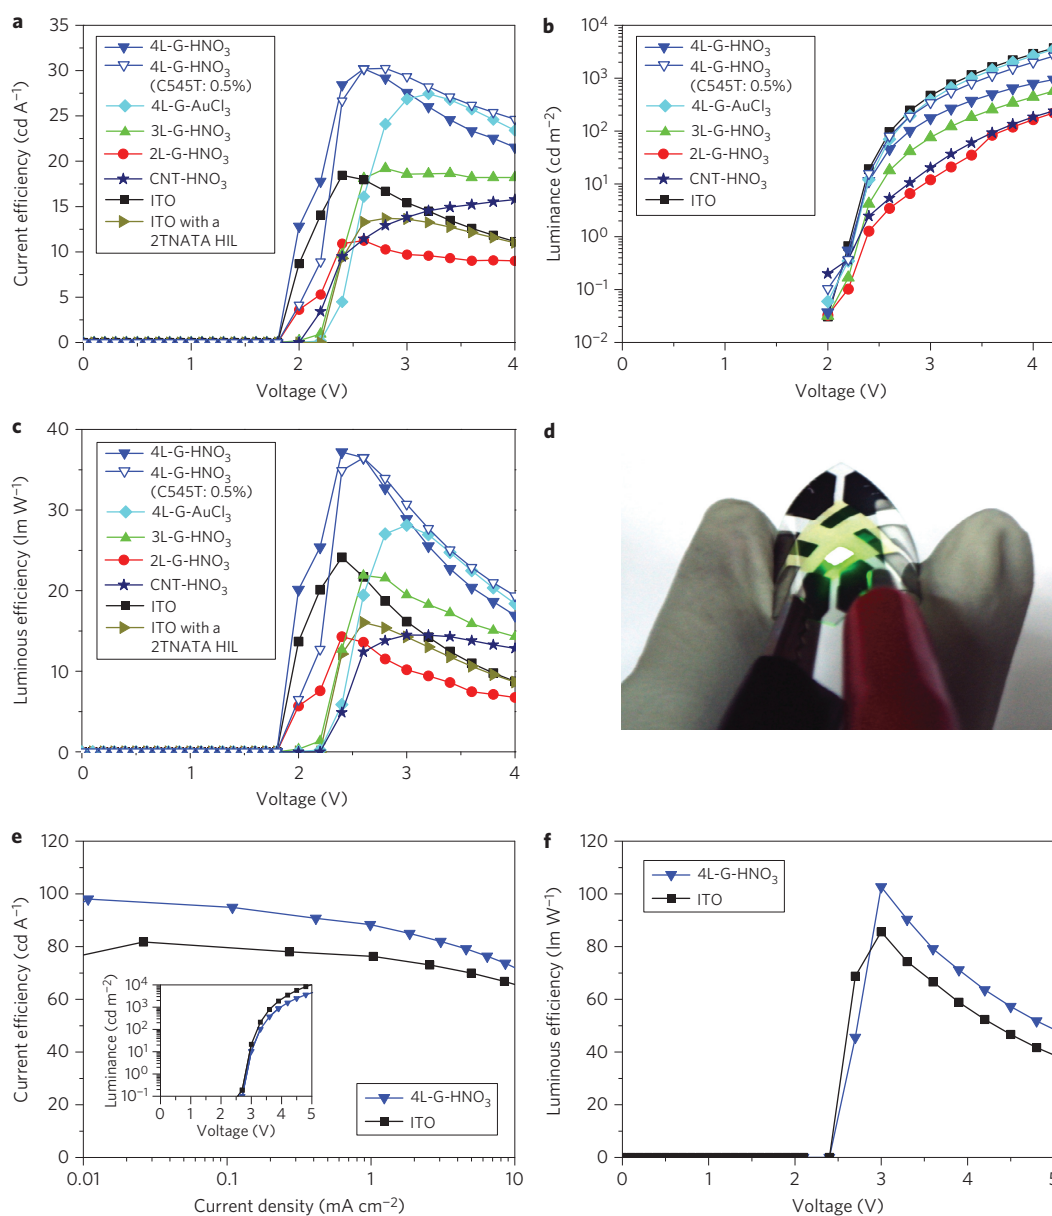 a
35
30
25
20
15
10
5
0
Current efficiency (cd A⁻¹)
4L-G-HNO₃
4L-G-HNO₃
(C545T: 0.5%)
4L-G-AuCl₃
3L-G-HNO₃
2L-G-HNO₃
CNT-HNO₃
ITO
ITO with a
2TNATA HIL
0 1 2 3 4
Voltage (V)
b
10⁴
10³
10²
10¹
10⁰
10⁻¹
10⁻²
Luminance (cd m⁻²)
4L-G-HNO₃
4L-G-HNO₃
(C545T: 0.5%)
4L-G-AuCl₃
3L-G-HNO₃
2L-G-HNO₃
CNT-HNO₃
ITO
0 1 2 3 4
Voltage (V)
c
40
30
20
10
0
Luminous efficiency (lm W⁻¹)
4L-G-HNO₃
4L-G-HNO₃
(C545T: 0.5%)
4L-G-AuCl₃
3L-G-HNO₃
2L-G-HNO₃
CNT-HNO₃
ITO
ITO with a
2TNATA HIL
0 1 2 3 4
Voltage (V)
d
e
120
100
80
60
40
20
0
Current efficiency (cd A⁻¹)
10⁴
10³
10²
10¹
10⁰
10⁻¹
Luminance (cd m⁻²)
0 1 2 3 4 5
Voltage (V)
4L-G-HNO₃
ITO
0.01 0.1 1 10
Current density (mA cm⁻²)
f
120
100
80
60
40
20
0
Luminous efficiency (lm W⁻¹)
4L-G-HNO₃
ITO
0 1 2 3 4 5
Voltage (V)